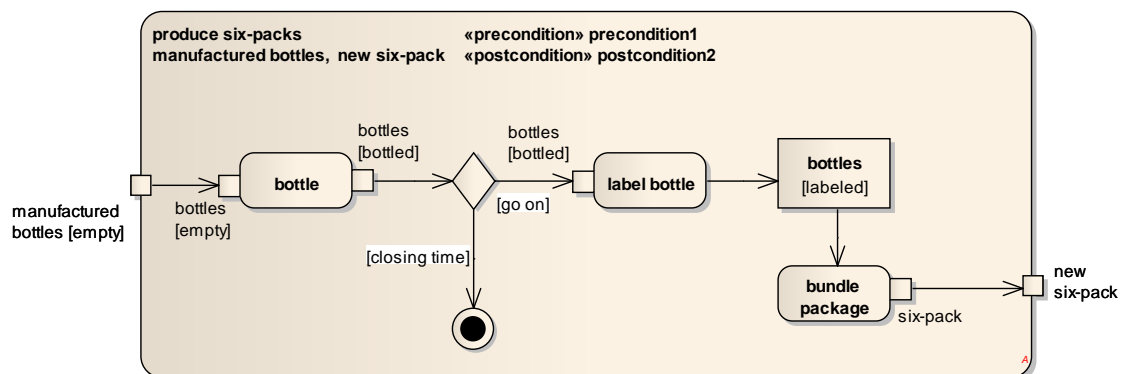 produce six-packs
manufactured bottles, new six-pack
«precondition» precondition1
«postcondition» postcondition2
manufactured
bottles [empty]
bottles
[empty]
bottle
bottles
[bottled]
[closing time]
bottles
[bottled]
[go on]
label bottle
bottles
[labeled]
bundle
package
six-pack
new
six-pack
A